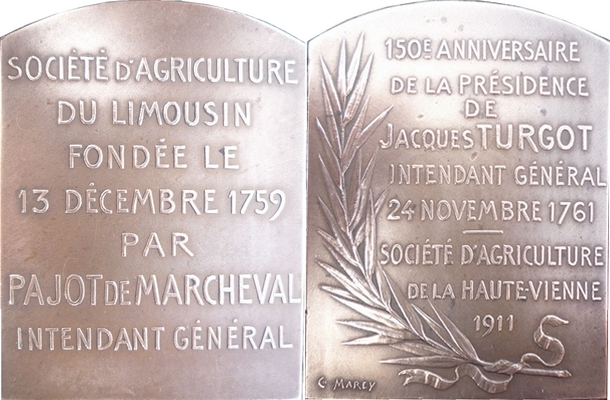 SOCIÉTÉ D'AGRICULTURE
DU LIMOUSIN
FONDÉE LE
13 DÉCEMBRE 1759
PAR
PAJOT DE MARCHEVAL
INTENDANT GÉNÉRAL
150E ANNIVERSAIRE
DE LA PRÉSIDENCE
DE
JACQUES TURGOT
INTENDANT GÉNÉRAL
24 NOVEMBRE 1761
SOCIÉTÉ D'AGRICULTURE
DE LA HAUTE-VIENNE
1911
C. MAREY